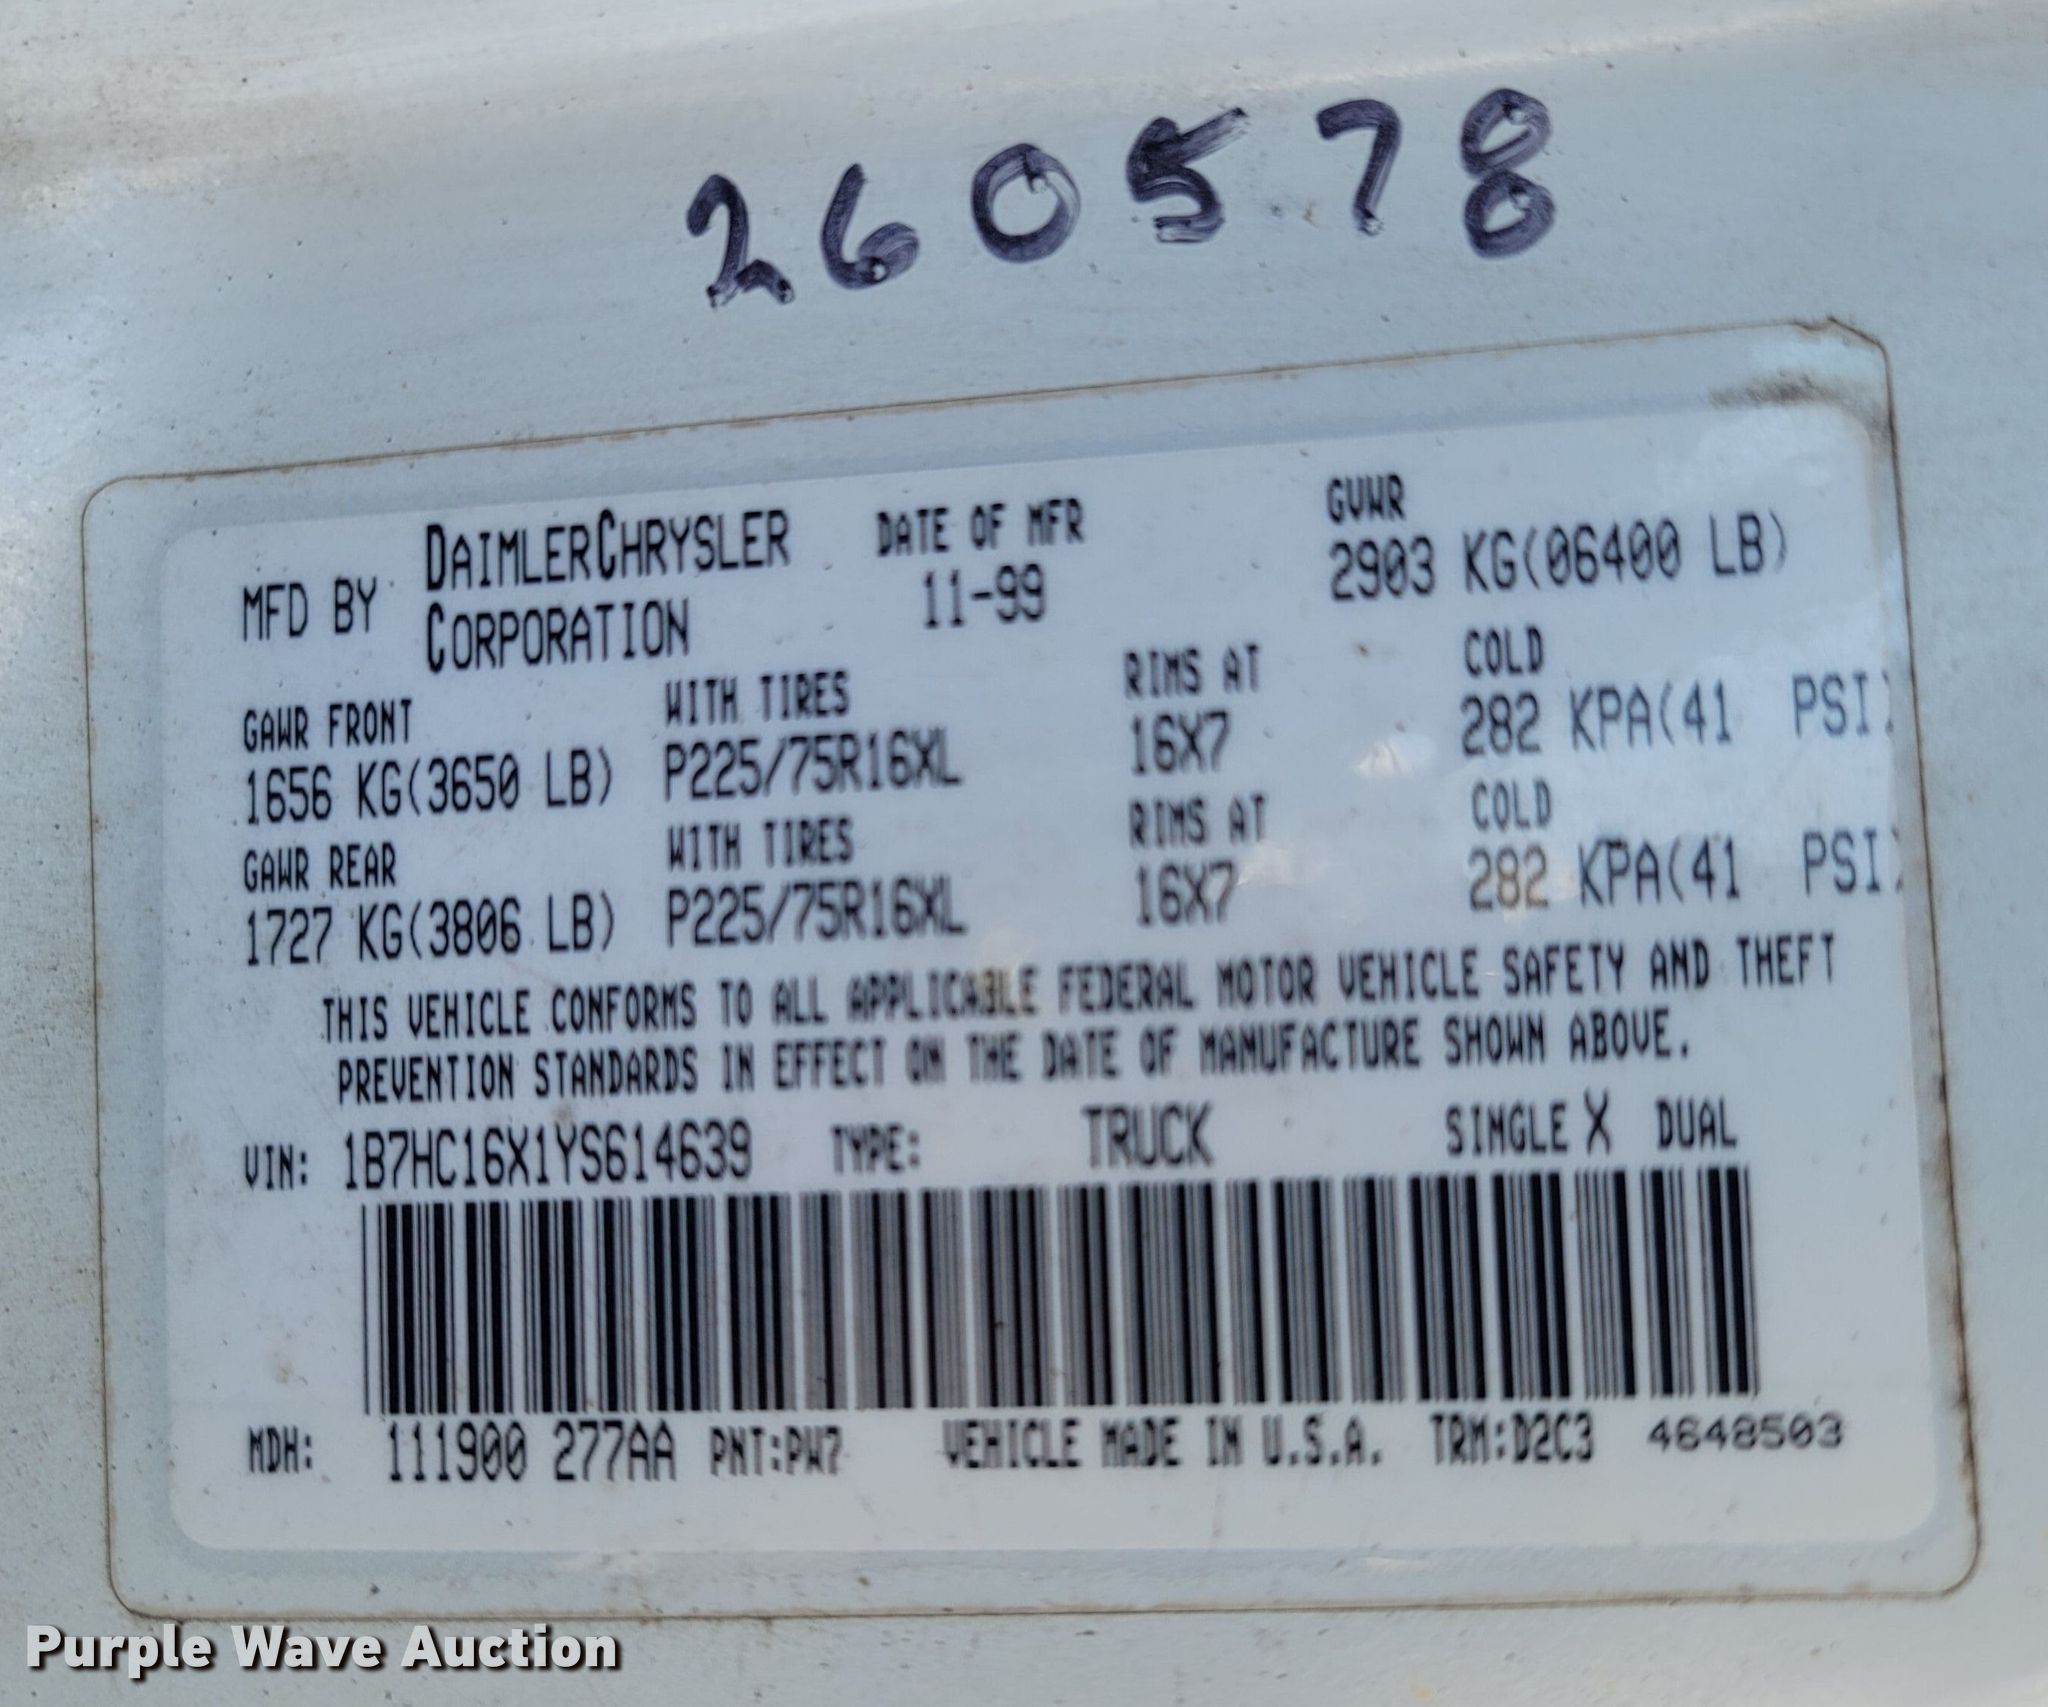 260578
MFD BY DAIMLERCHRYSLER CORPORATION
DATE OF MFR
11-99
GVWR
2903 KG(06400 LB)
GAWR FRONT WITH TIRES RIMS AT COLD
1656 KG(3650 LB) P225/75R16XL 16X7 282 KPA(41 PSI)
GAWR REAR WITH TIRES RIMS AT COLD
1727 KG(3806 LB) P225/75R16XL 16X7 282 KPA(41 PSI)
THIS VEHICLE CONFORMS TO ALL APPLICABLE FEDERAL MOTOR VEHICLE SAFETY AND THEFT
PREVENTION STANDARDS IN EFFECT ON THE DATE OF MANUFACTURE SHOWN ABOVE.
VIN: 1B7HC16X1YS614639 TYPE: TRUCK SINGLE X DUAL
MDH: 111900 277AA PNT:PW7 VEHICLE MADE IN U.S.A. TRM:D2C3 4648503
Purple Wave Auction